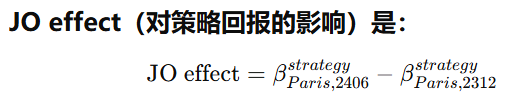 JO effect（对策略回报的影响）是：
JO effect = β^{strategy}_{Paris,2406} − β^{strategy}_{Paris,2312}